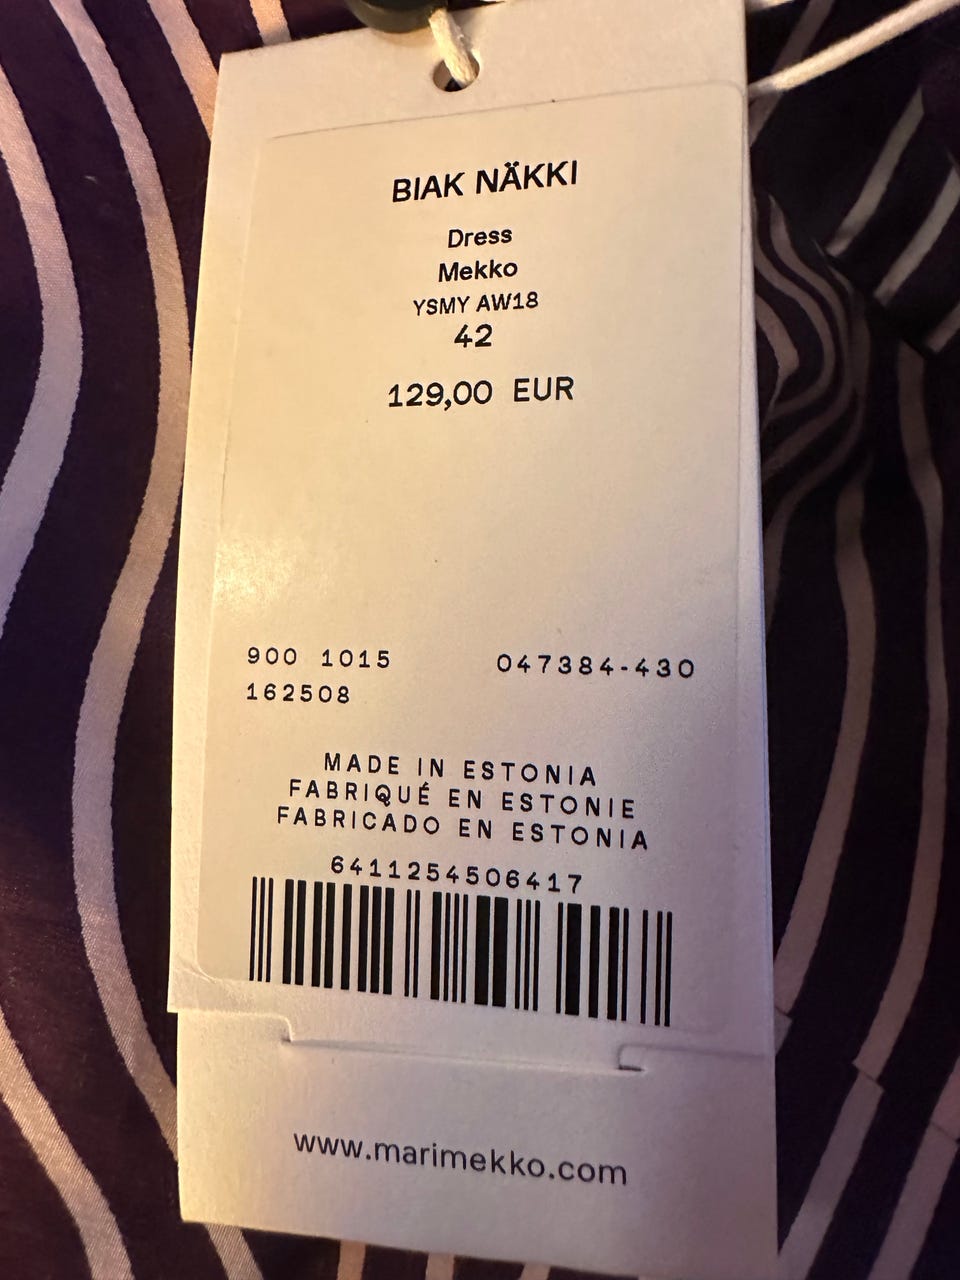 BIAK NÄKKI
Dress
Mekko
YSMY AW18
42
129,00 EUR
900 1015 047384-430
162508
MADE IN ESTONIA
FABRIQUÉ EN ESTONIE
FABRICADO EN ESTONIA
6411254506417
www.marimekko.com